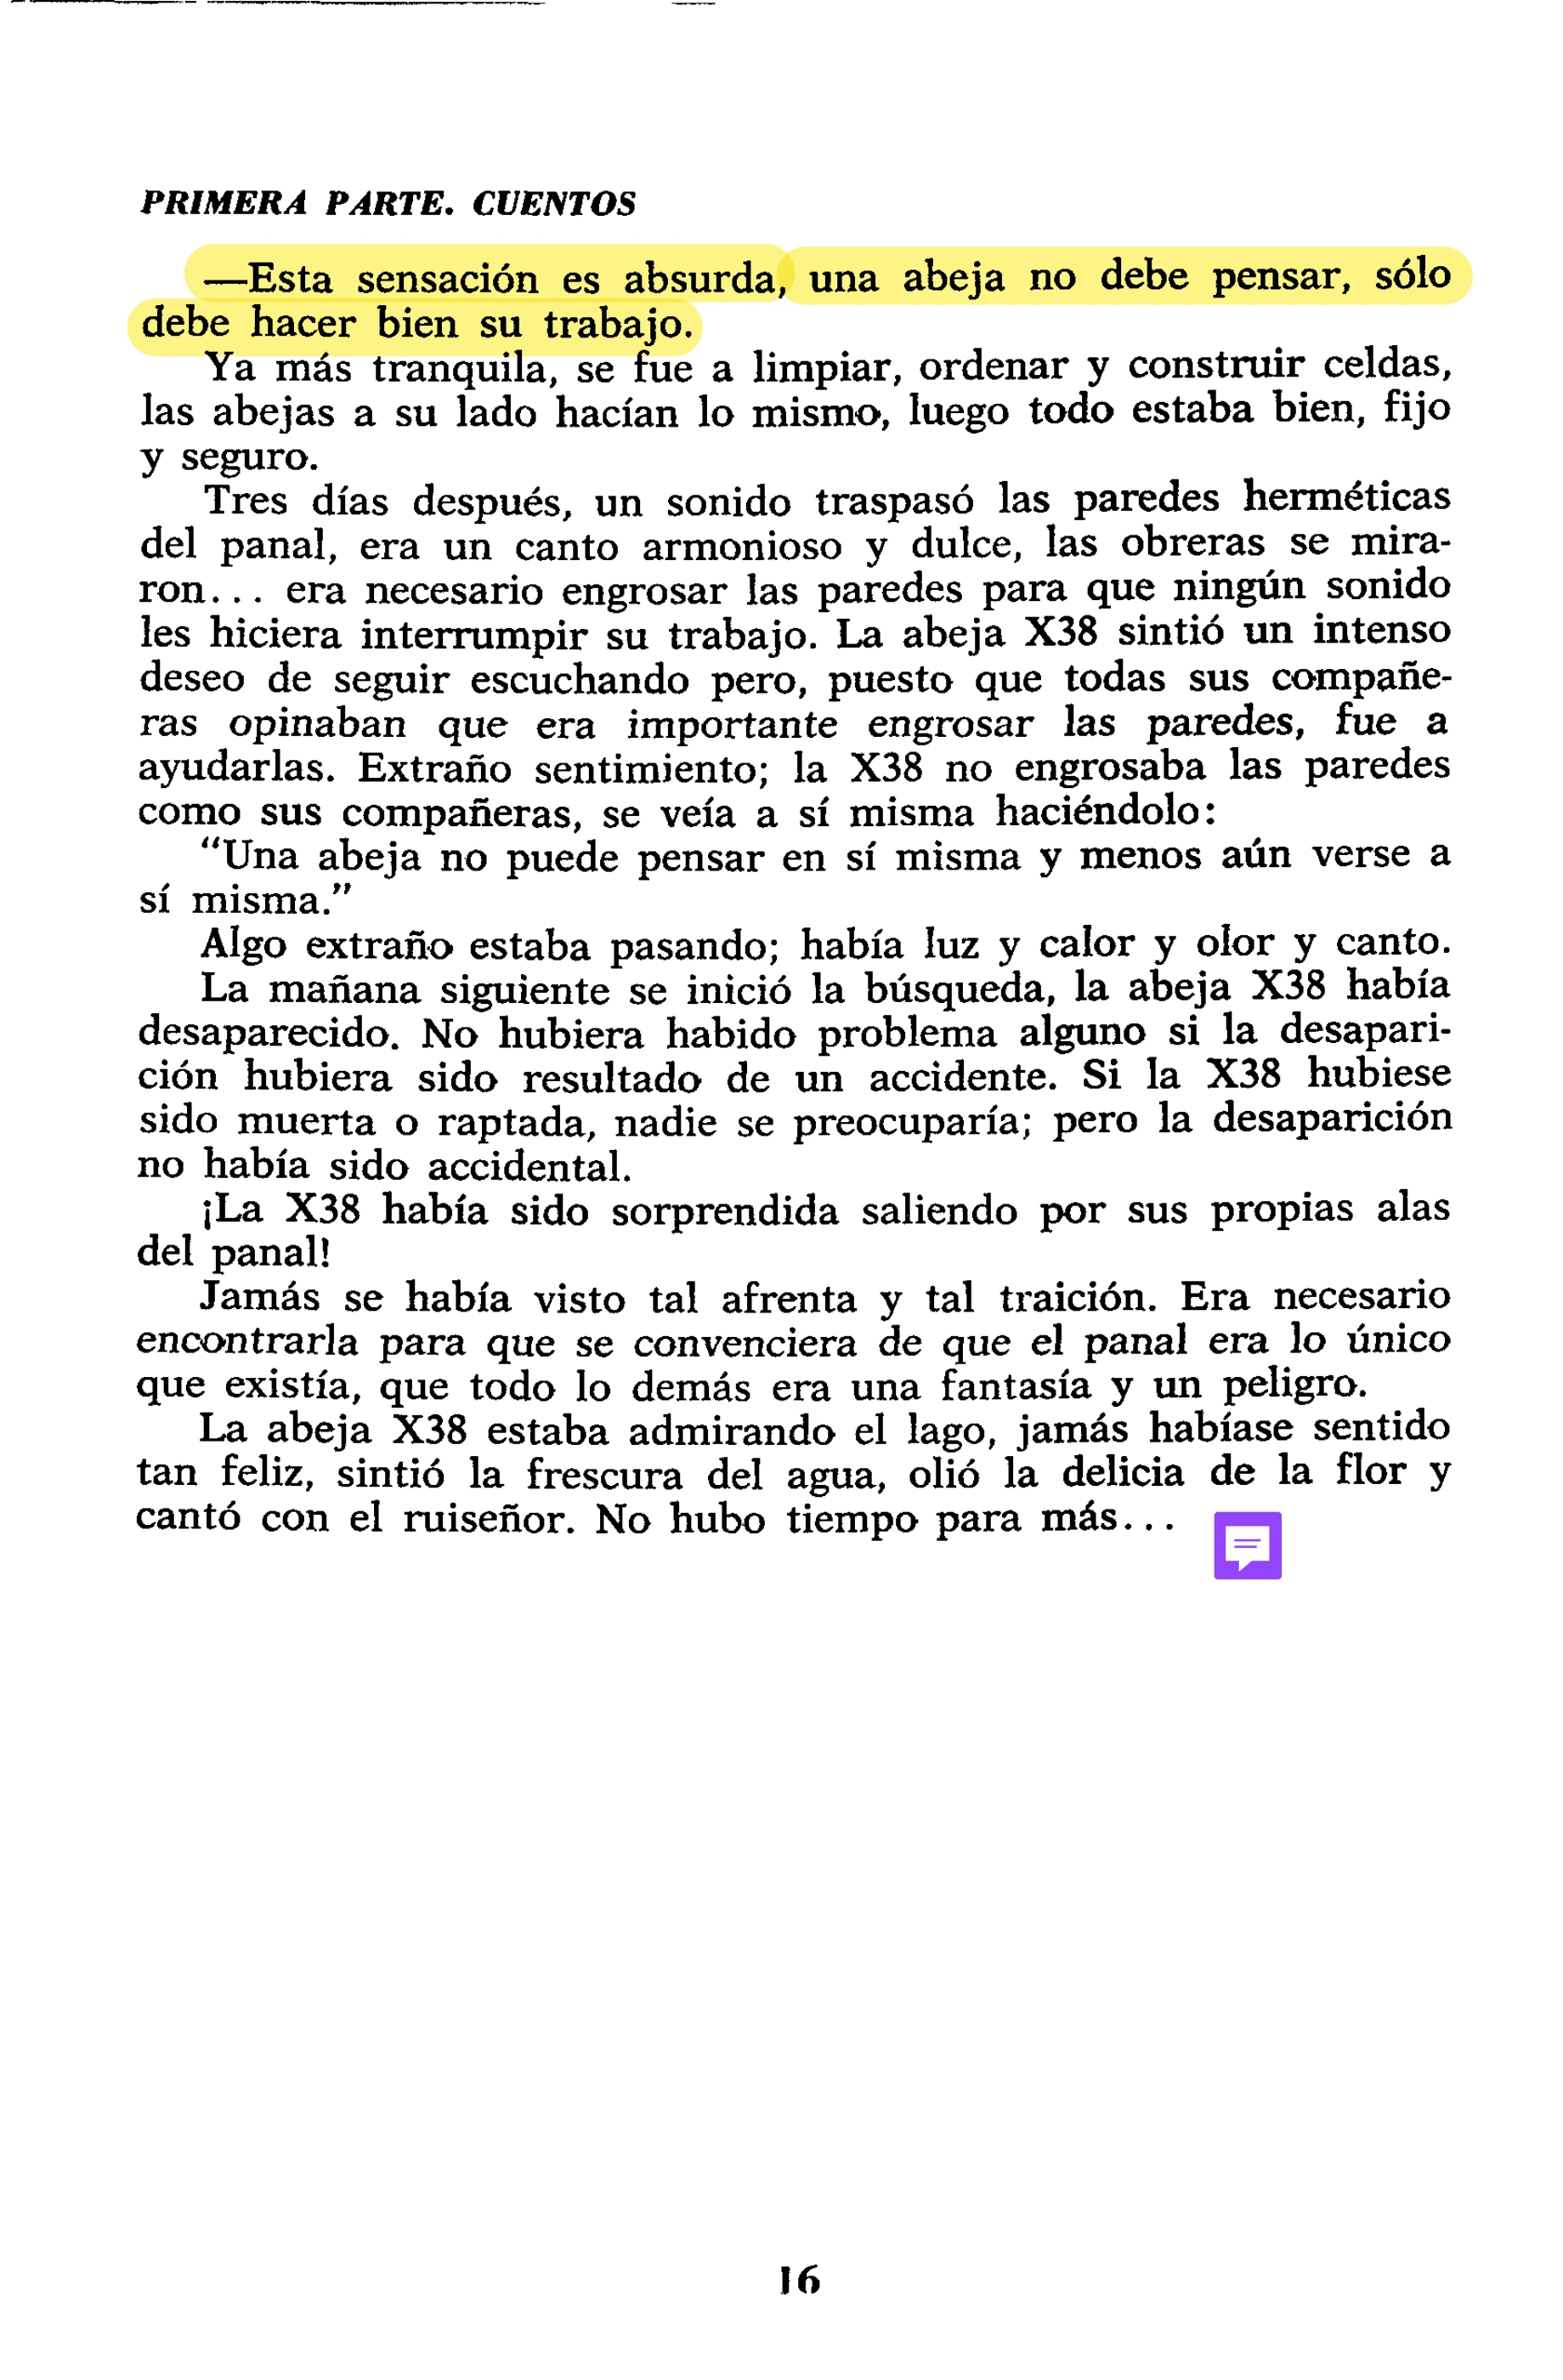 PRIMERA PARTE. CUENTOS
—Esta sensación es absurda, una abeja no debe pensar, sólo
debe hacer bien su trabajo.
Ya más tranquila, se fue a limpiar, ordenar y construir celdas,
las abejas a su lado hacían lo mismo, luego todo estaba bien, fijo
y seguro.
Tres días después, un sonido traspasó las paredes herméticas
del panal, era un canto armonioso y dulce, las obreras se mira-
ron... era necesario engrosar las paredes para que ningún sonido
les hiciera interrumpir su trabajo. La abeja X38 sintió un intenso
deseo de seguir escuchando pero, puesto que todas sus compañe-
ras opinaban que era importante engrosar las paredes, fue a
ayudarlas. Extraño sentimiento; la X38 no engrosaba las paredes
como sus compañeras, se veía a sí misma haciéndolo:
"Una abeja no puede pensar en sí misma y menos aún verse a
sí misma."
Algo extraño estaba pasando; había luz y calor y olor y canto.
La mañana siguiente se inició la búsqueda, la abeja X38 había
desaparecido. No hubiera habido problema alguno si la desapari-
ción hubiera sido resultado de un accidente. Si la X38 hubiese
sido muerta o raptada, nadie se preocuparía; pero la desaparición
no había sido accidental.
¡La X38 había sido sorprendida saliendo por sus propias alas
del panal!
Jamás se había visto tal afrenta y tal traición. Era necesario
encontrarla para que se convenciera de que el panal era lo único
que existía, que todo lo demás era una fantasía y un peligro.
La abeja X38 estaba admirando el lago, jamás habíase sentido
tan feliz, sintió la frescura del agua, olió la delicia de la flor y
cantó con el ruiseñor. No hubo tiempo para más...
16